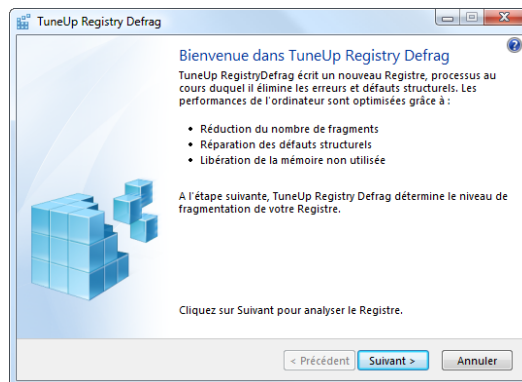 TuneUp Registry Defrag
Bienvenue dans TuneUp Registry Defrag
TuneUp RegistryDefrag écrit un nouveau Registre, processus au
cours duquel il élimine les erreurs et défauts structurels. Les
performances de l'ordinateur sont optimisées grâce à :
• Réduction du nombre de fragments
• Réparation des défauts structurels
• Libération de la mémoire non utilisée
A l'étape suivante, TuneUp Registry Defrag détermine le niveau de
fragmentation de votre Registre.
Cliquez sur Suivant pour analyser le Registre.
< Précédent Suivant > Annuler